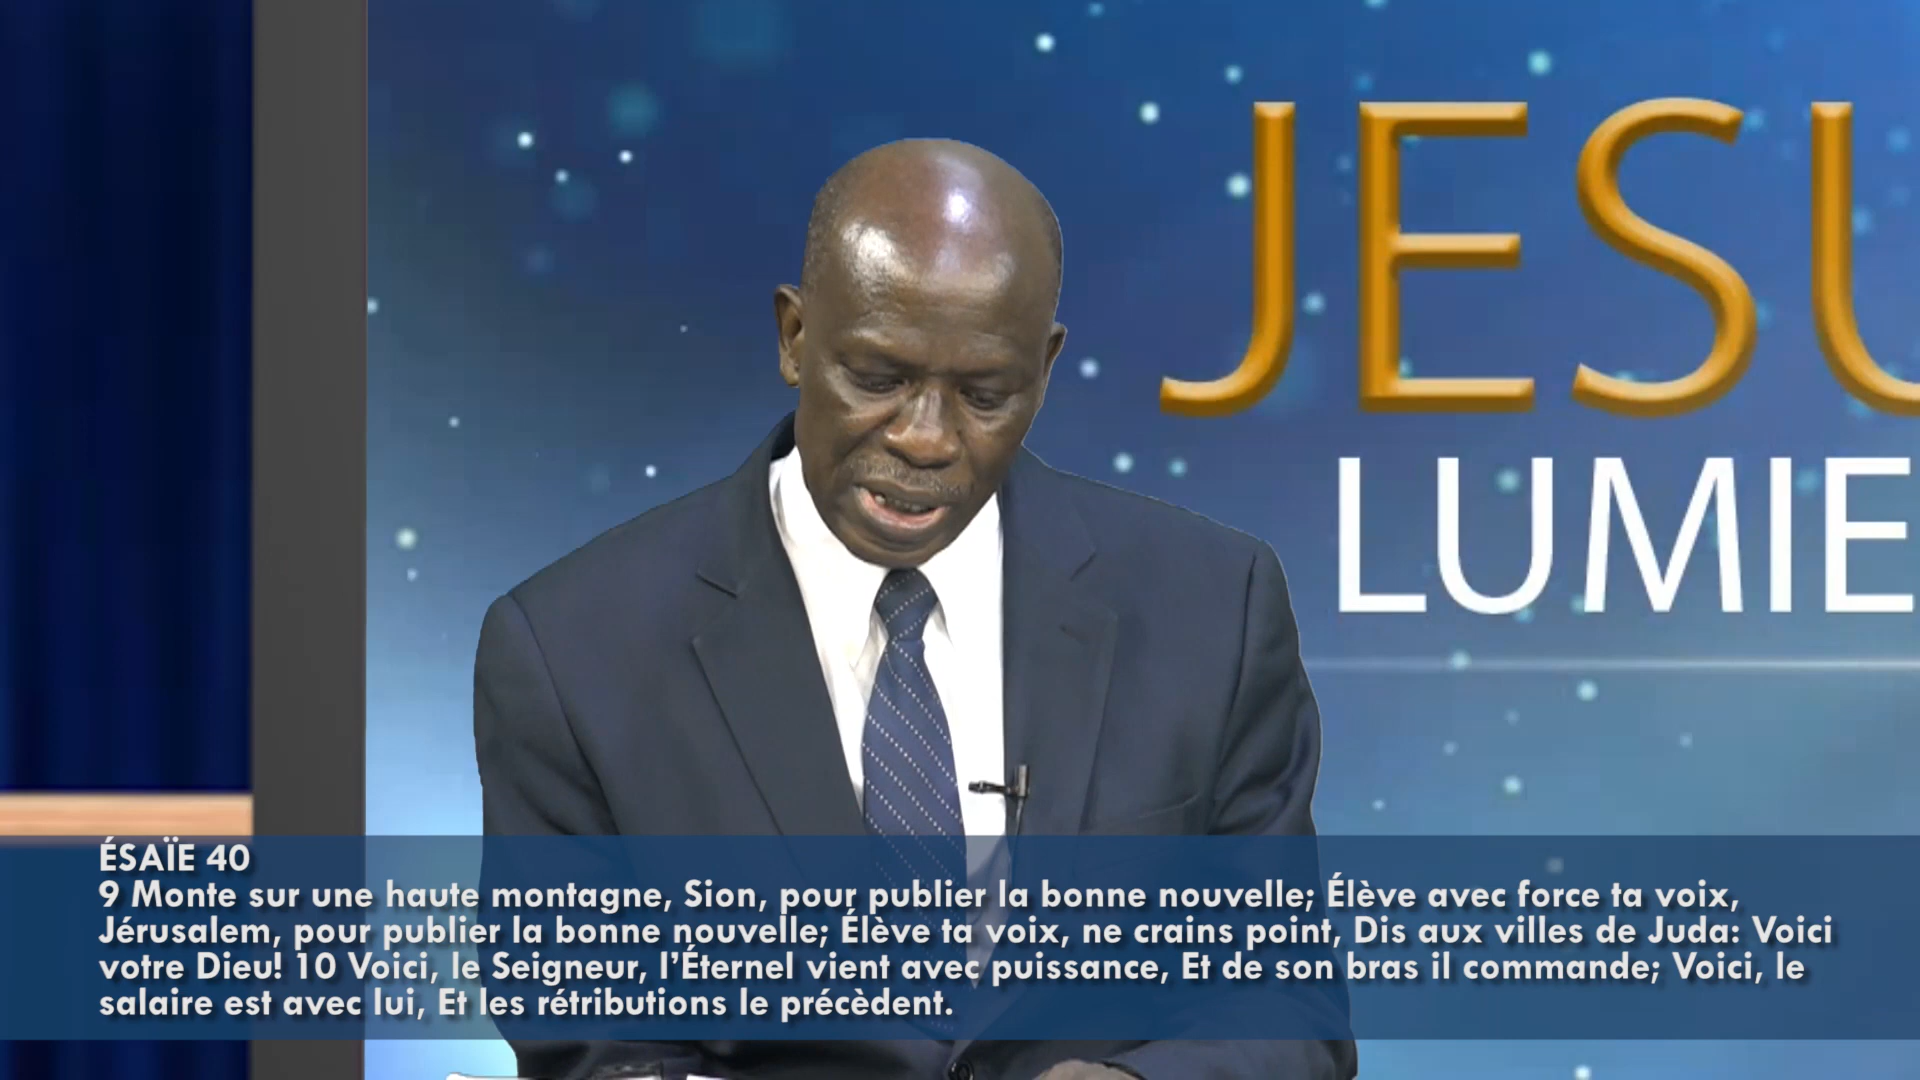 JESU
LUMIE
ÉSAÏE 40
9 Monte sur une haute montagne, Sion, pour publier la bonne nouvelle; Élève avec force ta voix,
Jérusalem, pour publier la bonne nouvelle; Élève ta voix, ne crains point, Dis aux villes de Juda: Voici
votre Dieu! 10 Voici, le Seigneur, l’Éternel vient avec puissance, Et de son bras il commande; Voici, le
salaire est avec lui, Et les rétributions le précèdent.